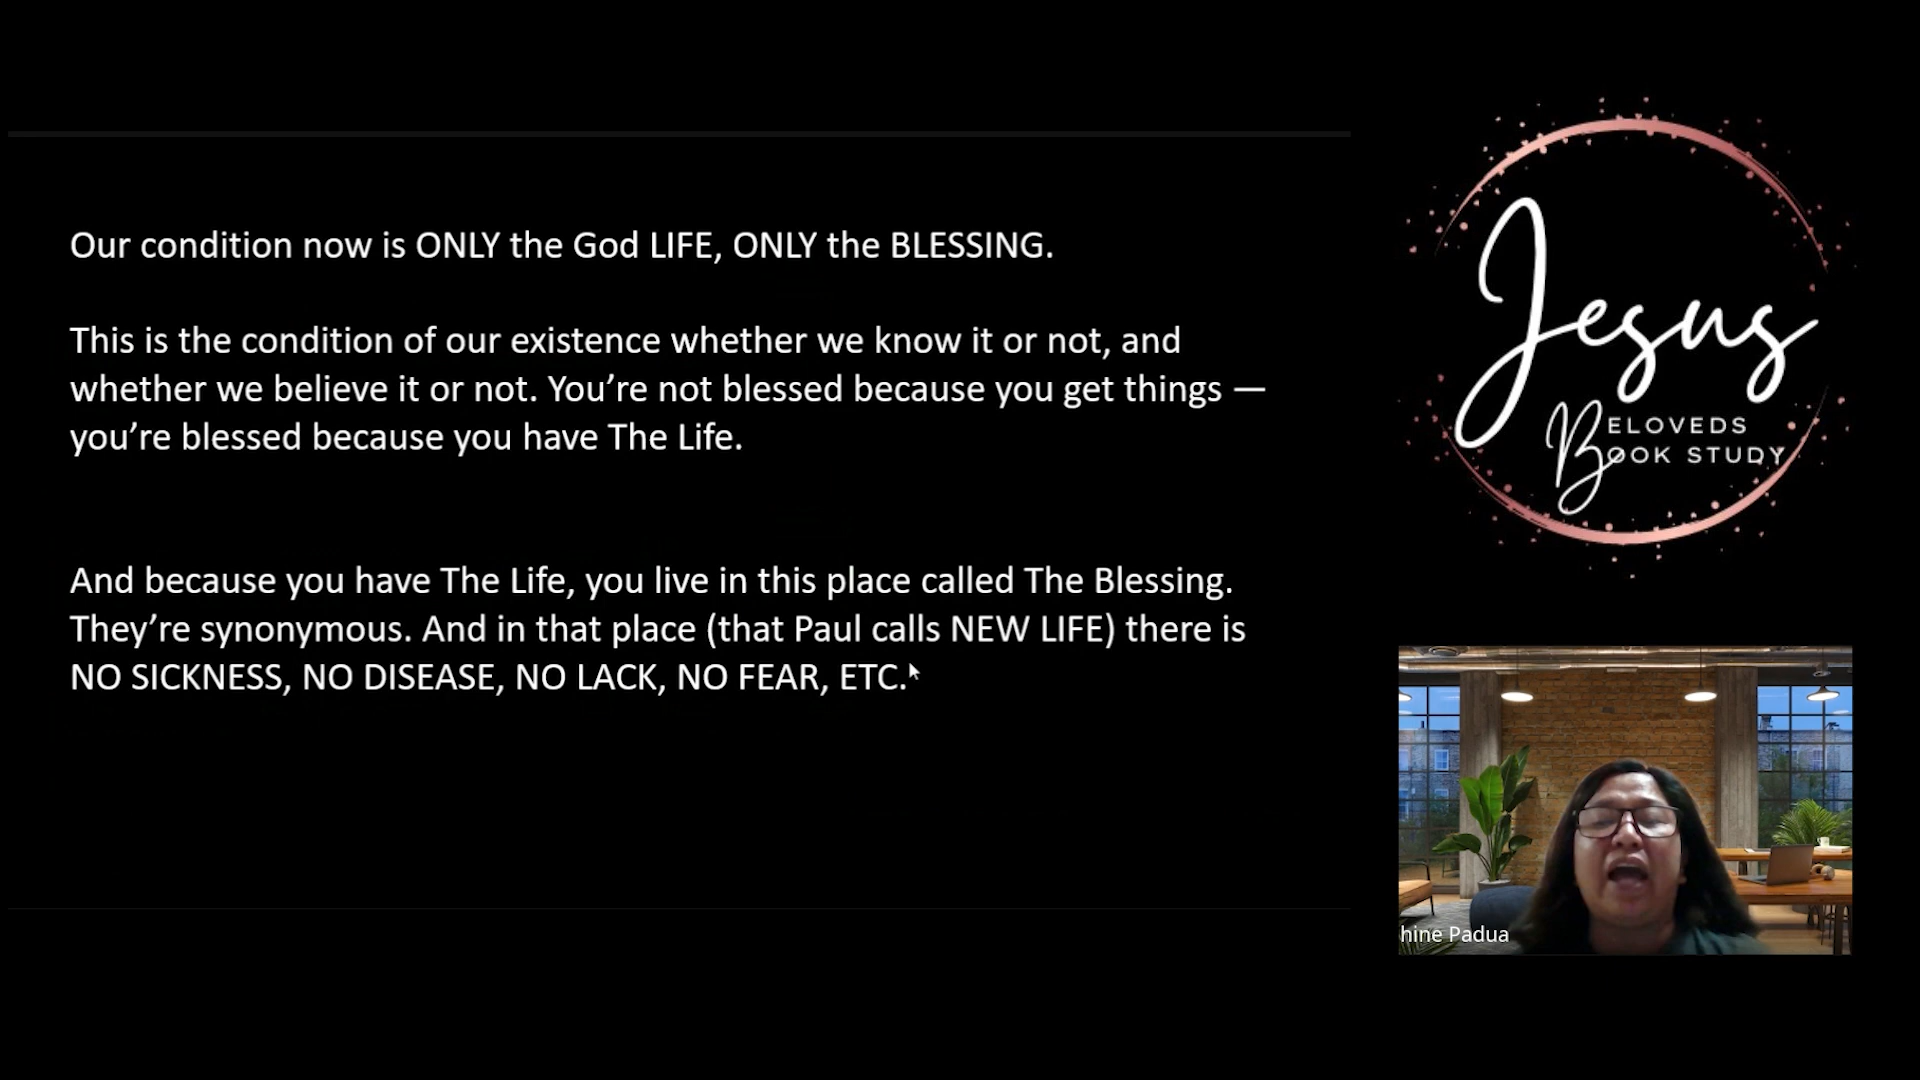 Our condition now is ONLY the God LIFE, ONLY the BLESSING.
This is the condition of our existence whether we know it or not, and
whether we believe it or not. You’re not blessed because you get things —
you’re blessed because you have The Life.
And because you have The Life, you live in this place called The Blessing.
They’re synonymous. And in that place (that Paul calls NEW LIFE) there is
NO SICKNESS, NO DISEASE, NO LACK, NO FEAR, ETC.
Jesus
BELOVEDS
BOOK STUDY
hine Padua